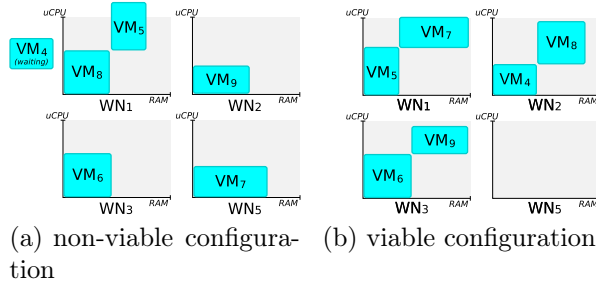 uCPU
VM4
(waiting)
VM8
VM5
RAM
WN1
uCPU
VM9
RAM
WN2
uCPU
VM6
RAM
WN3
uCPU
VM7
RAM
WN5
(a) non-viable configura-
tion
uCPU
VM5
VM7
RAM
WN1
uCPU
VM4
VM8
RAM
WN2
uCPU
VM6
VM9
RAM
WN3
uCPU
RAM
WN5
(b) viable configuration